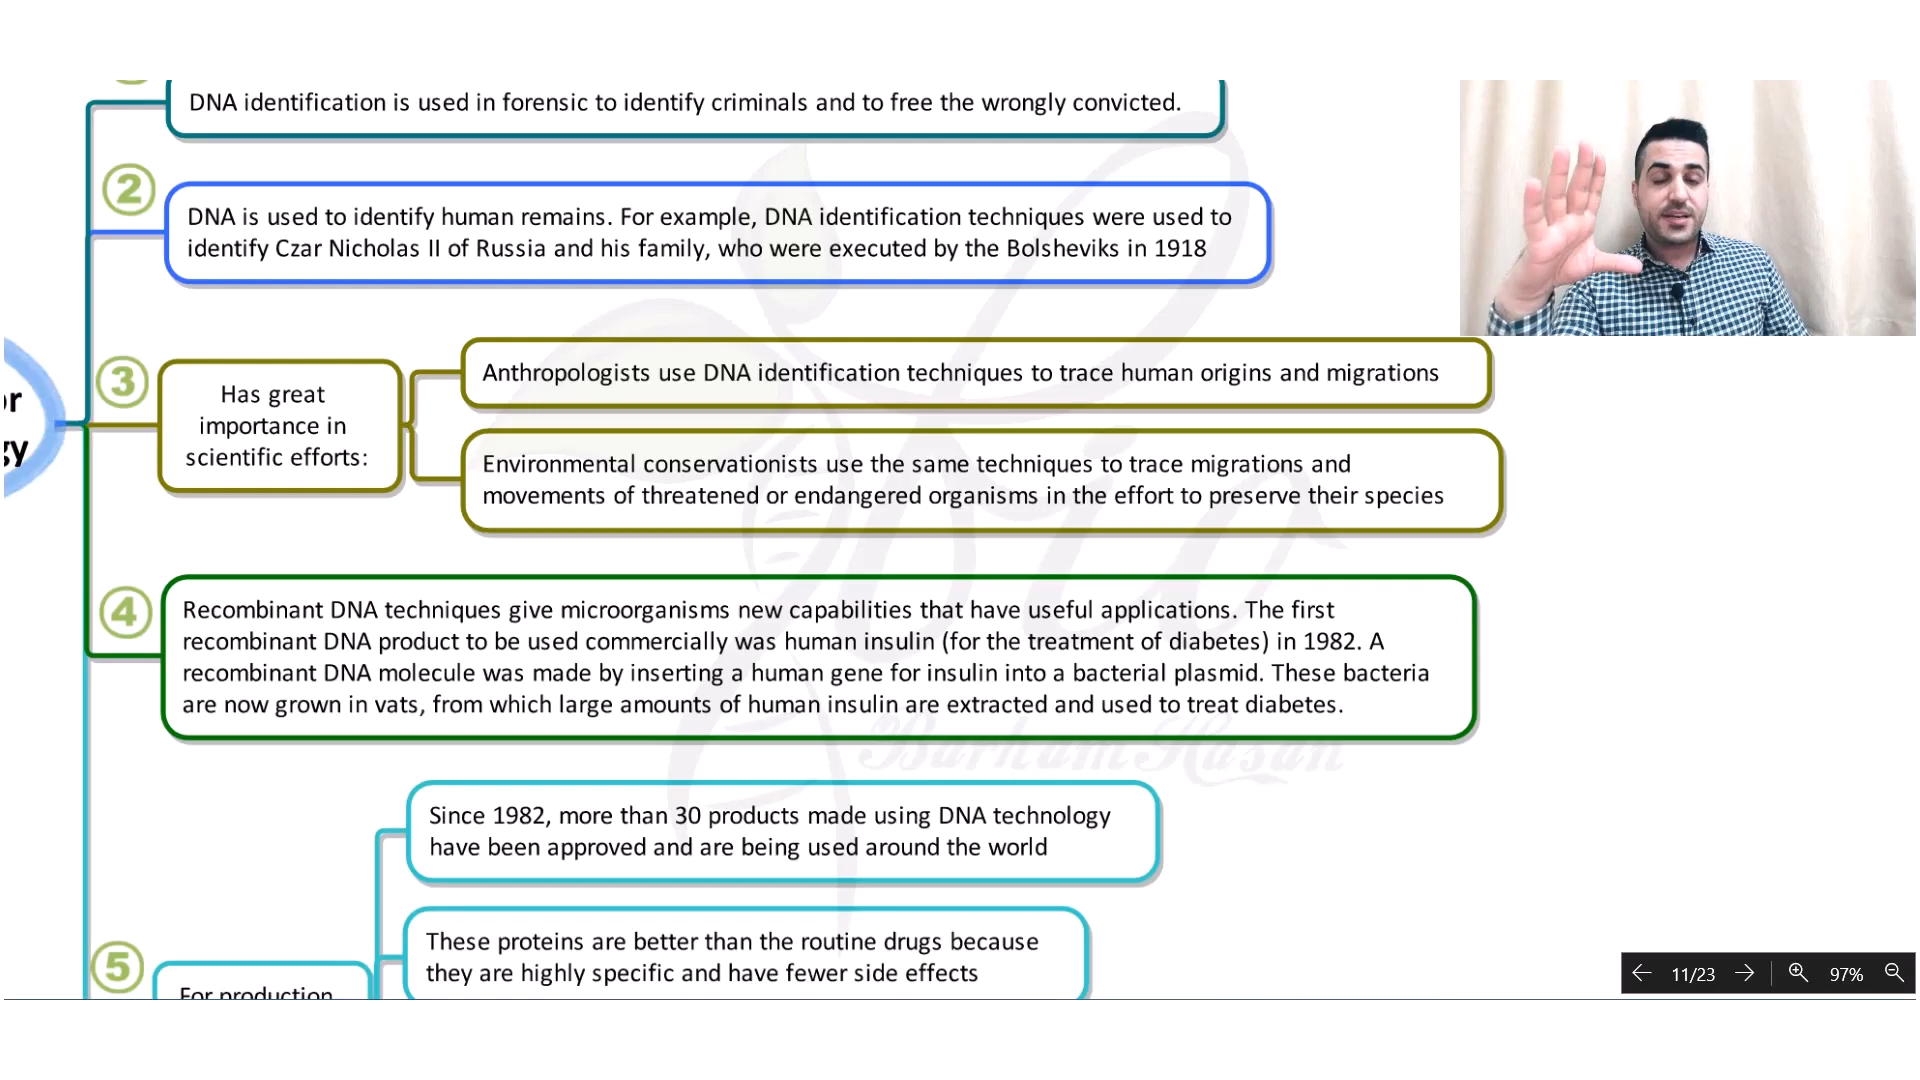 DNA identification is used in forensic to identify criminals and to free the wrongly convicted.
②
DNA is used to identify human remains. For example, DNA identification techniques were used to
identify Czar Nicholas II of Russia and his family, who were executed by the Bolsheviks in 1918
③
Has great
importance in
scientific efforts:
Anthropologists use DNA identification techniques to trace human origins and migrations
Environmental conservationists use the same techniques to trace migrations and
movements of threatened or endangered organisms in the effort to preserve their species
④
Recombinant DNA techniques give microorganisms new capabilities that have useful applications. The first
recombinant DNA product to be used commercially was human insulin (for the treatment of diabetes) in 1982. A
recombinant DNA molecule was made by inserting a human gene for insulin into a bacterial plasmid. These bacteria
are now grown in vats, from which large amounts of human insulin are extracted and used to treat diabetes.
Barham Hasan
Since 1982, more than 30 products made using DNA technology
have been approved and are being used around the world
These proteins are better than the routine drugs because
they are highly specific and have fewer side effects
⑤
For production
11/23
97%